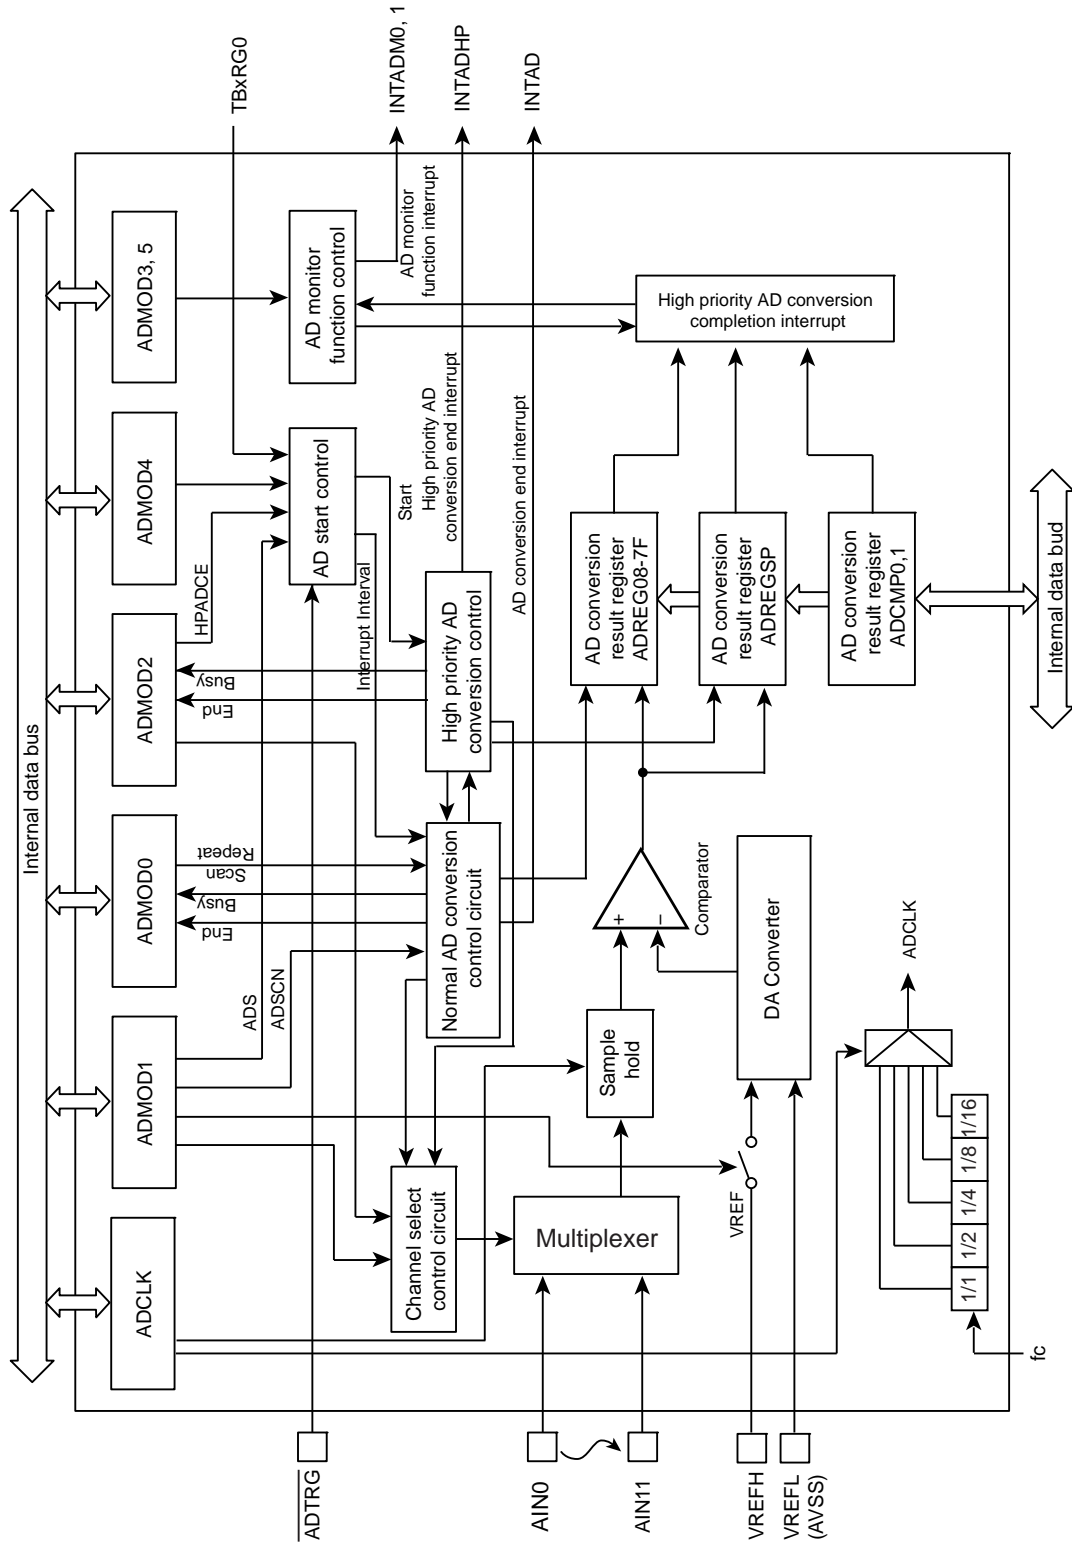 Internal data bus
ADCLK
ADMOD1
ADMOD0
ADMOD2
ADMOD4
ADMOD3, 5
TBxRG0
INTADM0, 1
INTADHP
INTAD
ADS
ADSCN
End
Busy
Scan
Repeat
End
Busy
HPADCE
AD start control
AD monitor
function control
AD monitor
function interrupt
Interrupt Interval
Start
High priority AD
conversion end interrupt
AD conversion end interrupt
Channel select
control circuit
Normal AD conversion
control circuit
High priority AD
conversion control
High priority AD conversion
completion interrupt
AD conversion
result register
ADREG08-7F
AD conversion
result register
ADREGSP
AD conversion
result register
ADCMP0,1
Internal data bud
Multiplexer
Sample
hold
+
−
Comparator
DA Converter
VREF
ADCLK
1/1
1/2
1/4
1/8
1/16
fc
ADTRG
AIN0
AIN11
VREFH
VREFL
(AVSS)